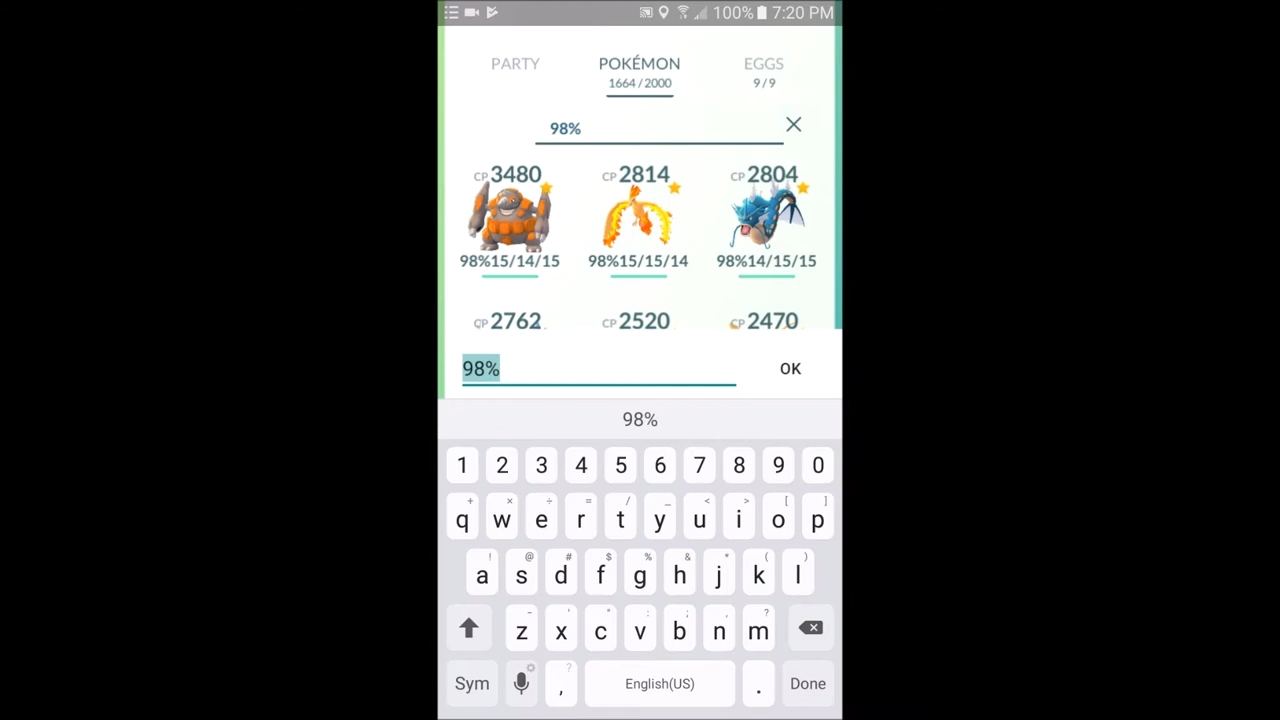 100% 7:20 PM
PARTY POKÉMON EGGS
1664 / 2000 9 / 9
98%
CP 3480 CP 2814 CP 2804
98%15/14/15 98%15/15/14 98%14/15/15
CP 2762 CP 2520 CP 2470
98% OK
98%
1 2 3 4 5 6 7 8 9 0
+ × ÷ = / _ < > [ ]
q w e r t y u i o p
! @ # $ % & * ( )
a s d f g h j k l
- ' " : ; , ?
z x c v b n m
Sym , ? English(US) . Done